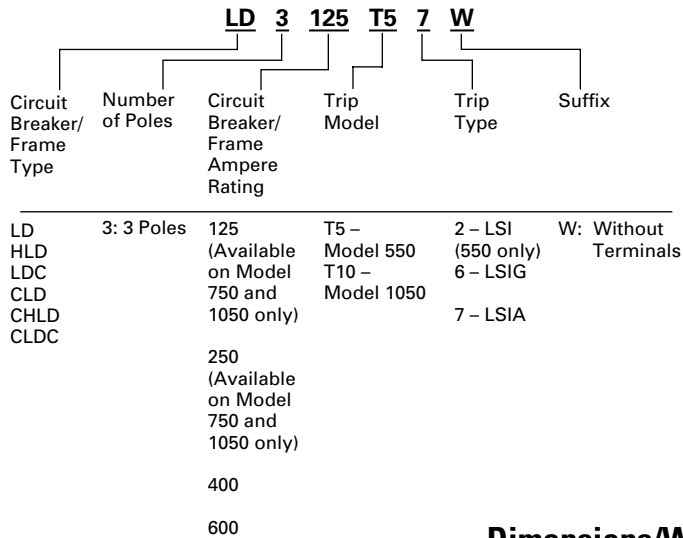 LD 3 125 T5 7 W
Circuit Breaker/ Frame Type
Number of Poles
Circuit Breaker/ Frame Ampere Rating
Trip Model
Trip Type
Suffix
LD
HLD
LDC
CLD
CHLD
CLDC
3: 3 Poles
125
(Available
on Model
750 and
1050 only)
250
(Available
on Model
750 and
1050 only)
400
600
T5 –
Model 550
T10 –
Model 1050
2 – LSI
(550 only)
6 – LSIG
7 – LSIA
W: Without
Terminals